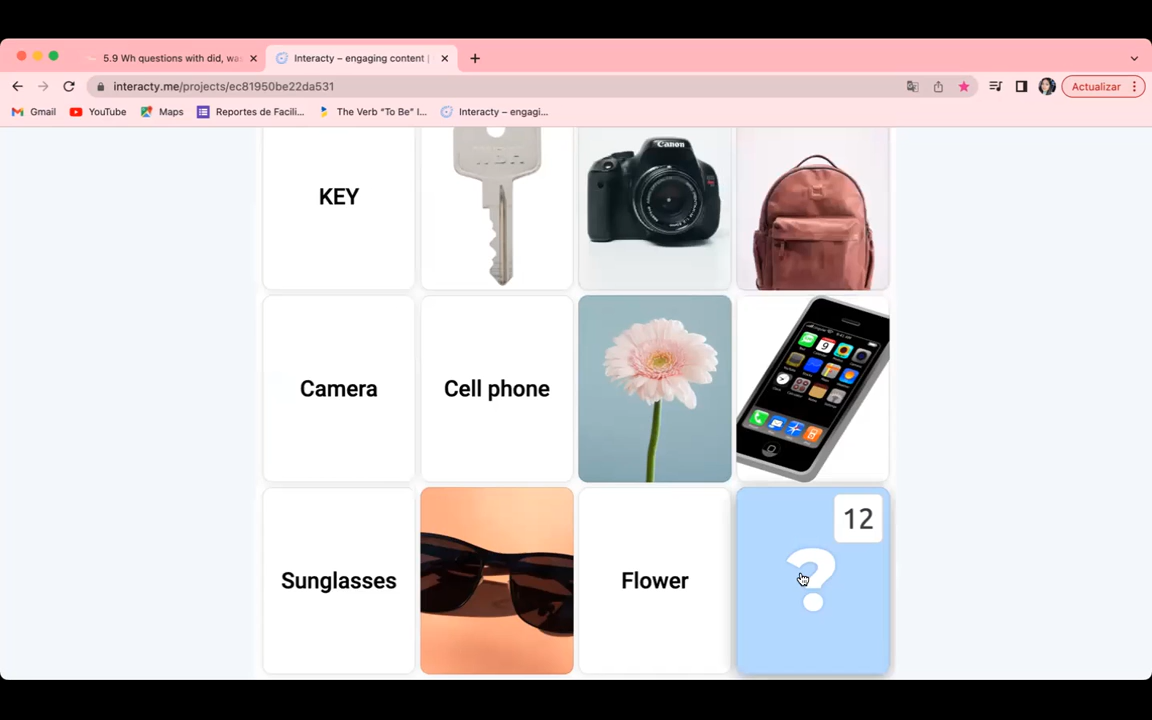 5.9 Wh questions with did, wa
Interacty – engaging content |
interacty.me/projects/ec81950be22da531
Actualizar
Gmail
YouTube
Maps
Reportes de Facili...
The Verb “To Be” I...
Interacty – engagi...
KEY
Canon
Camera
Cell phone
9
12
Sunglasses
Flower
?